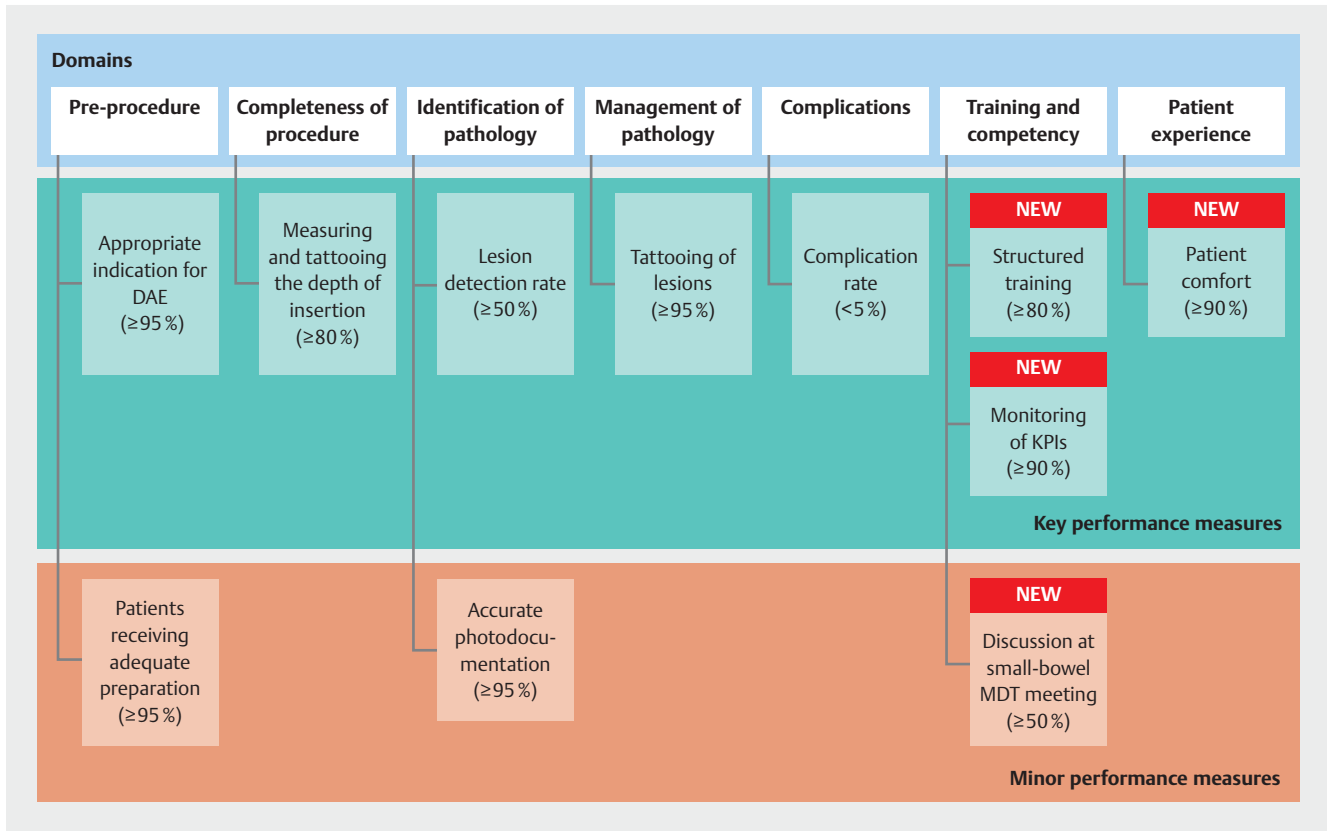 Domains
Pre-procedure
Completeness of
procedure
Identification of
pathology
Management of
pathology
Complications
Training and
competency
Patient
experience
Appropriate
indication for
DAE
(≥95 %)
Measuring
and tattooing
the depth of
insertion
(≥80 %)
Lesion
detection rate
(≥50 %)
Tattooing of
lesions
(≥95 %)
Complication
rate
(<5 %)
NEW
Structured
training
(≥80 %)
NEW
Patient
comfort
(≥90 %)
NEW
Monitoring
of KPIs
(≥90 %)
Key performance measures
Patients
receiving
adequate
preparation
(≥95 %)
Accurate
photodocu-
mentation
(≥95 %)
NEW
Discussion at
small-bowel
MDT meeting
(≥50 %)
Minor performance measures